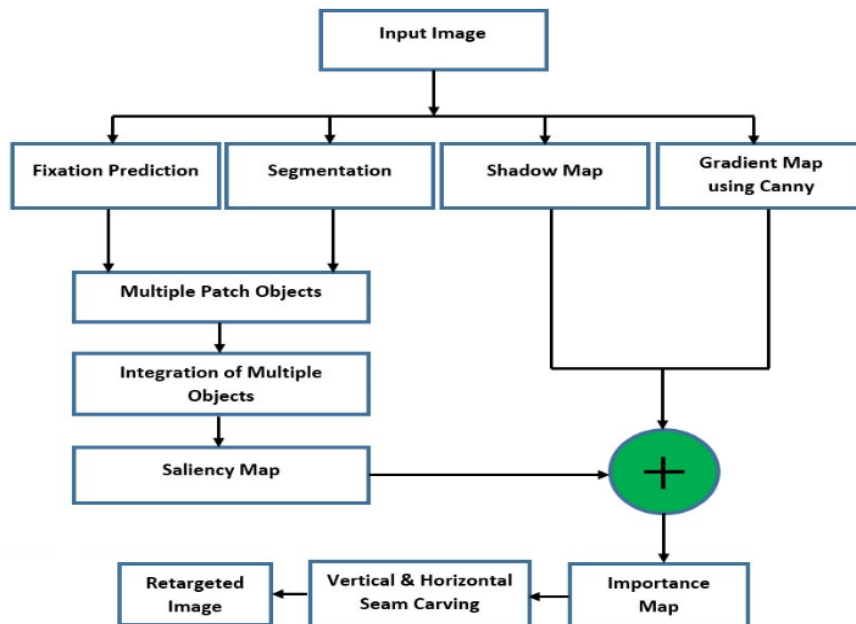 Input Image
Fixation Prediction
Segmentation
Shadow Map
Gradient Map
using Canny
Multiple Patch Objects
Integration of Multiple
Objects
Saliency Map
+
Retargeted
Image
Vertical & Horizontal
Seam Carving
Importance
Map